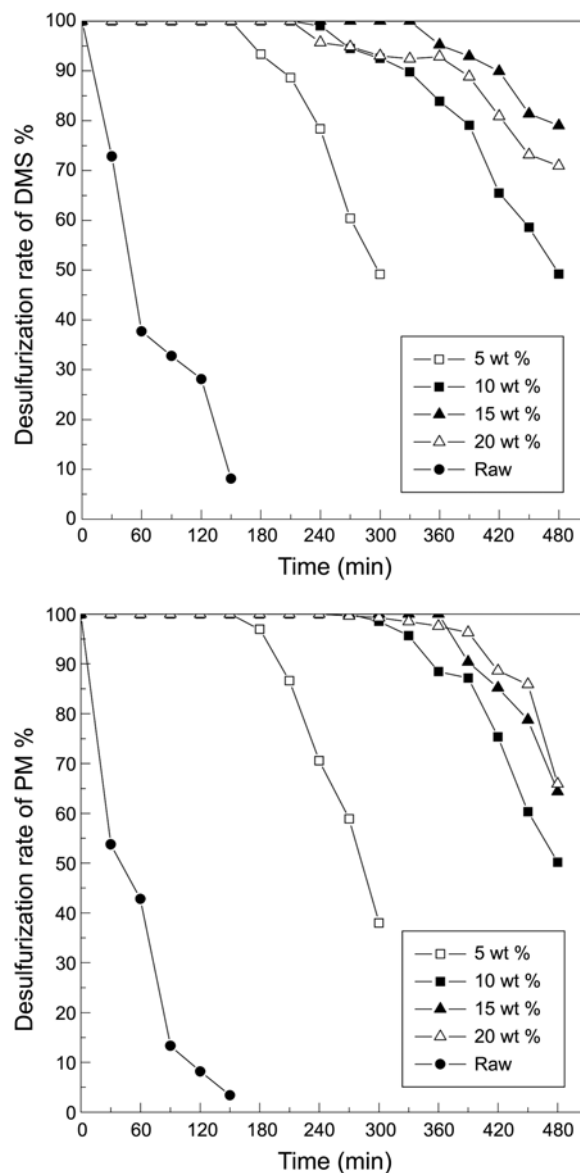 Desulfurization rate of DMS %
100
90
80
70
60
50
40
30
20
10
0
5 wt %
10 wt %
15 wt %
20 wt %
Raw
0 60 120 180 240 300 360 420 480
Time (min)
Desulfurization rate of PM %
100
90
80
70
60
50
40
30
20
10
0
5 wt %
10 wt %
15 wt %
20 wt %
Raw
0 60 120 180 240 300 360 420 480
Time (min)